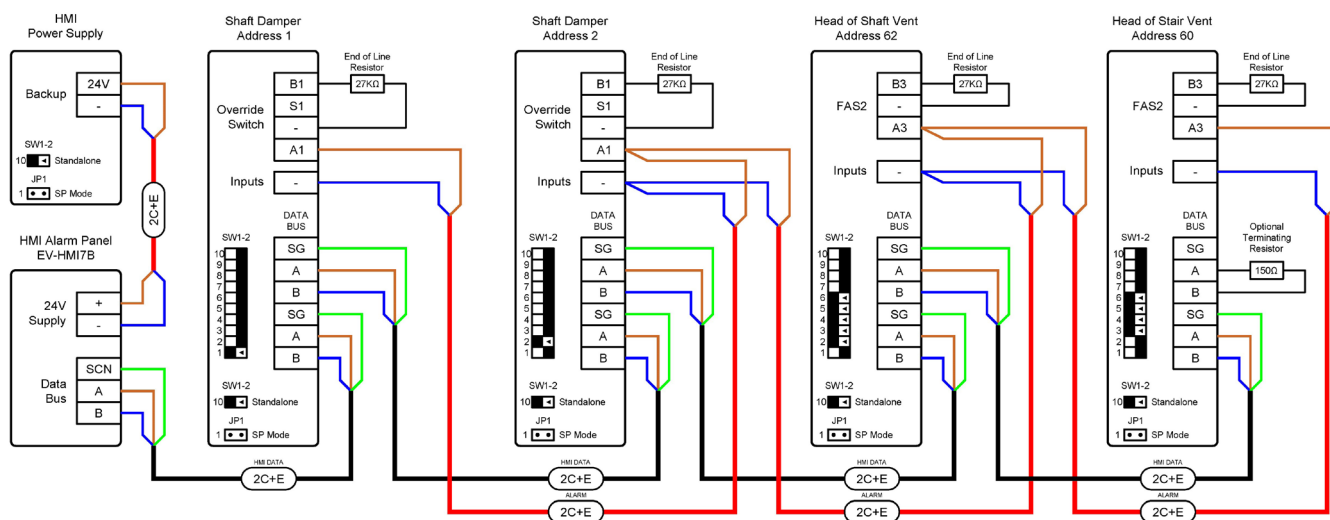 HMI
Power Supply
Backup
24V
-
SW1-2
10 Standalone
JP1
1 SP Mode
2C+E
HMI Alarm Panel
EV-HMI7B
24V
Supply
+
-
Data
Bus
SCN
A
B
Shaft Damper
Address 1
End of Line
Resistor
27KΩ
Override
Switch
B1
S1
-
A1
Inputs
-
DATA
BUS
SW1-2
10
9
8
7
6
5
4
3
2
1
SG
A
B
SG
A
B
SW1-2
10 Standalone
JP1
1 SP Mode
HMI DATA
2C+E
Shaft Damper
Address 2
End of Line
Resistor
27KΩ
Override
Switch
B1
S1
-
A1
Inputs
-
DATA
BUS
SW1-2
10
9
8
7
6
5
4
3
2
1
SG
A
B
SG
A
B
SW1-2
10 Standalone
JP1
1 SP Mode
HMI DATA
2C+E
ALARM
2C+E
Head of Shaft Vent
Address 62
End of Line
Resistor
27KΩ
FAS2
B3
-
A3
Inputs
-
DATA
BUS
SW1-2
10
9
8
7
6
5
4
3
2
1
SG
A
B
SG
A
B
SW1-2
10 Standalone
JP1
1 SP Mode
HMI DATA
2C+E
ALARM
2C+E
Head of Stair Vent
Address 60
End of Line
Resistor
27KΩ
FAS2
B3
-
A3
Inputs
-
DATA
BUS
Optional
Terminating
Resistor
150Ω
SW1-2
10
9
8
7
6
5
4
3
2
1
SG
A
B
SG
A
B
SW1-2
10 Standalone
JP1
1 SP Mode
HMI DATA
2C+E
ALARM
2C+E